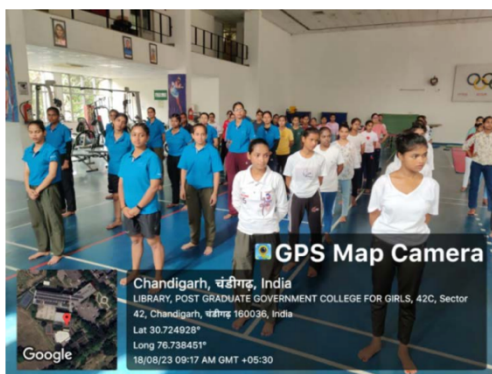 GPS Map Camera
Chandigarh, चंडीगढ़, India
LIBRARY, POST GRADUATE GOVERNMENT COLLEGE FOR GIRLS, 42C, Sector
42, Chandigarh, चंडीगढ़ 160036, India
Lat 30.724928°
Long 76.738451°
18/08/23 09:17 AM GMT +05:30
Google